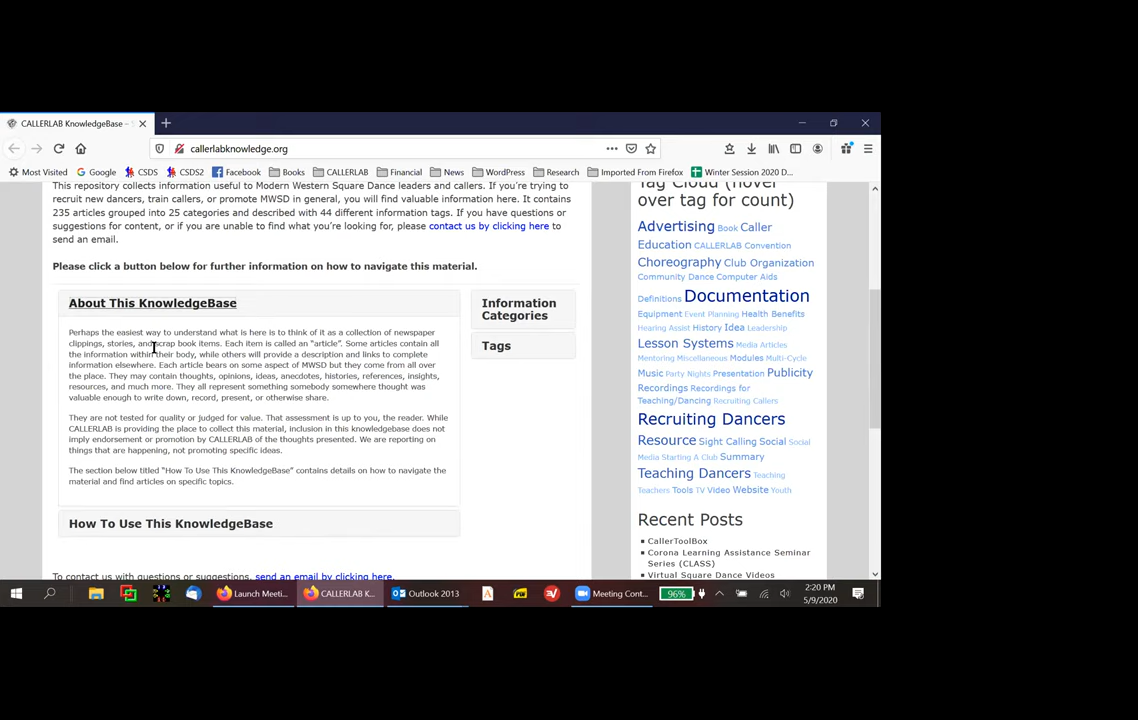 CALLERLAB KnowledgeBase -
callerlabknowledge.org
Most Visited Google CSDS CSDS2 Facebook Books CALLERLAB Financial News WordPress Research Imported From Firefox Winter Session 2020 D...
This repository collects information useful to Modern Western Square Dance leaders and callers. If you're trying to
recruit new dancers, train callers, or promote MWSD in general, you will find valuable information here. It contains
235 articles grouped into 25 categories and described with 44 different information tags. If you have questions or
suggestions for content, or if you are unable to find what you're looking for, please contact us by clicking here to
send an email.
Please click a button below for further information on how to navigate this material.
About This KnowledgeBase
Perhaps the easiest way to understand what is here is to think of it as a collection of newspaper
clippings, stories, and scrap book items. Each item is called an "article". Some articles contain all
the information within their body, while others will provide a description and links to complete
information elsewhere. Each article bears on some aspect of MWSD but they come from all over
the place. They may contain thoughts, opinions, ideas, anecdotes, histories, references, insights,
resources, and much more. They all represent something somebody somewhere thought was
valuable enough to write down, record, present, or otherwise share.
They are not tested for quality or judged for value. That assessment is up to you, the reader. While
CALLERLAB is providing the place to collect this material, inclusion in this knowledgebase does not
imply endorsement or promotion by CALLERLAB of the thoughts presented. We are reporting on
things that are happening, not promoting specific ideas.
The section below titled "How To Use This KnowledgeBase" contains details on how to navigate the
material and find articles on specific topics.
How To Use This KnowledgeBase
To contact us with questions or suggestions, send an email by clicking here.
Information
Categories
Tags
Tag Cloud (hover
over tag for count)
Advertising Book Caller
Education CALLERLAB Convention
Choreography Club Organization
Community Dance Computer Aids
Definitions Documentation
Equipment Event Planning Health Benefits
Hearing Assist History Idea Leadership
Lesson Systems Media Articles
Mentoring Miscellaneous Modules Multi-Cycle
Music Party Nights Presentation Publicity
Recordings Recordings for
Teaching/Dancing Recruiting Callers
Recruiting Dancers
Resource Sight Calling Social Social
Media Starting A Club Summary
Teaching Dancers Teaching
Teachers Tools TV Video Website Youth
Recent Posts
CallerToolBox
Corona Learning Assistance Seminar
Series (CLASS)
Virtual Square Dance Videos
Launch Meeti... CALLERLAB K... Outlook 2013 Meeting Cont... 96% 2:20 PM
5/9/2020